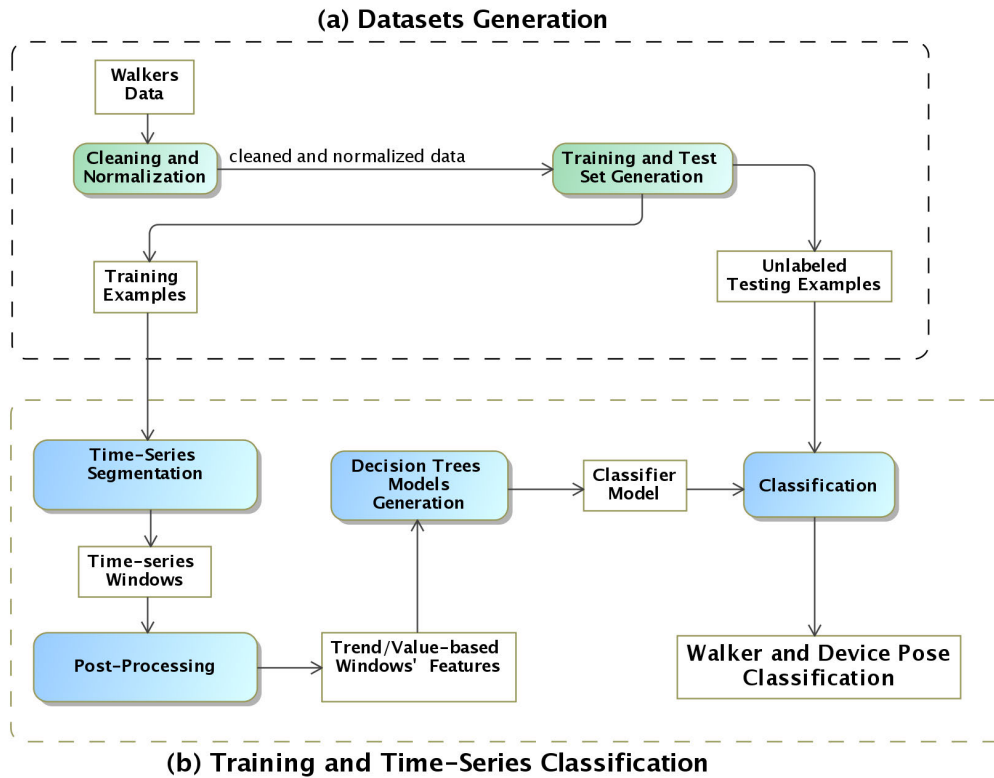 (a) Datasets Generation
Walkers
Data
Cleaning and
Normalization
cleaned and normalized data
Training and Test
Set Generation
Training
Examples
Unlabeled
Testing Examples
Time-Series
Segmentation
Decision Trees
Models
Generation
Classifier
Model
Classification
Time-series
Windows
Post-Processing
Trend/Value-based
Windows' Features
Walker and Device Pose
Classification
(b) Training and Time-Series Classification